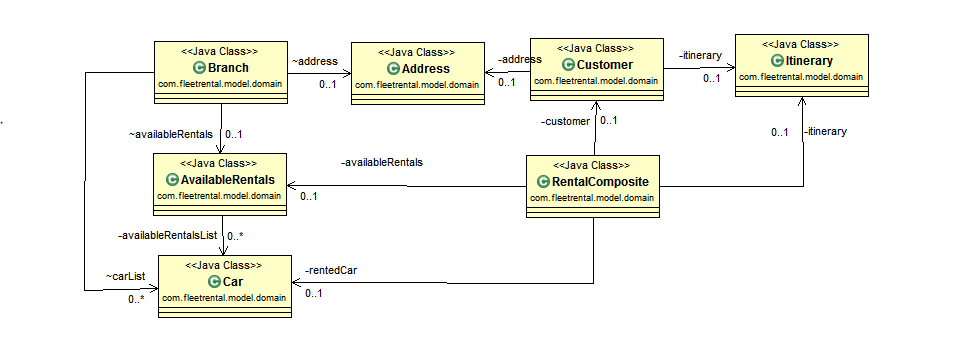 <<Java Class>>
Branch
com.fleetrental.model.domain
~address
0..1
<<Java Class>>
Address
com.fleetrental.model.domain
-address
0..1
<<Java Class>>
Customer
com.fleetrental.model.domain
-itinerary
0..1
<<Java Class>>
Itinerary
com.fleetrental.model.domain
~availableRentals
0..1
-customer
0..1
0..1
-itinerary
<<Java Class>>
AvailableRentals
com.fleetrental.model.domain
-availableRentals
0..1
<<Java Class>>
RentalComposite
com.fleetrental.model.domain
-availableRentalsList
0..*
~carList
0..*
<<Java Class>>
Car
com.fleetrental.model.domain
-rentedCar
0..1